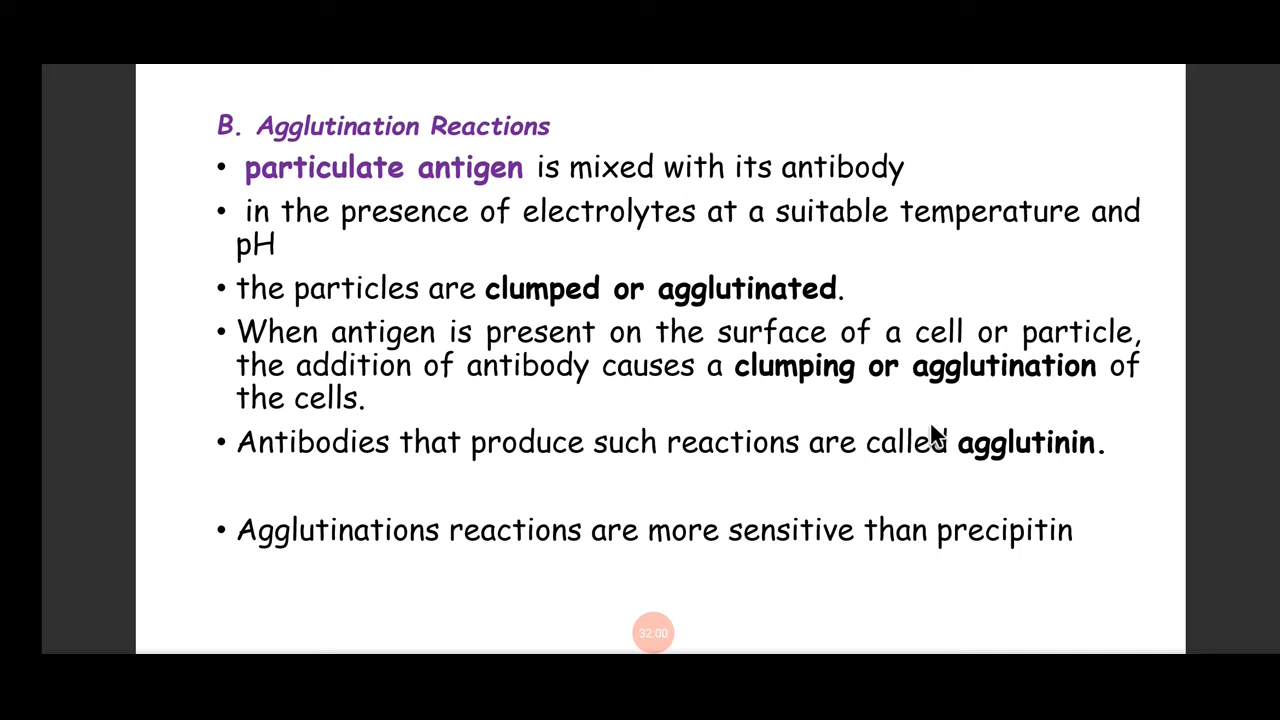 B. Agglutination Reactions
• particulate antigen is mixed with its antibody
• in the presence of electrolytes at a suitable temperature and
pH
• the particles are clumped or agglutinated.
• When antigen is present on the surface of a cell or particle,
the addition of antibody causes a clumping or agglutination of
the cells.
• Antibodies that produce such reactions are called agglutinin.
• Agglutinations reactions are more sensitive than precipitin
32:00